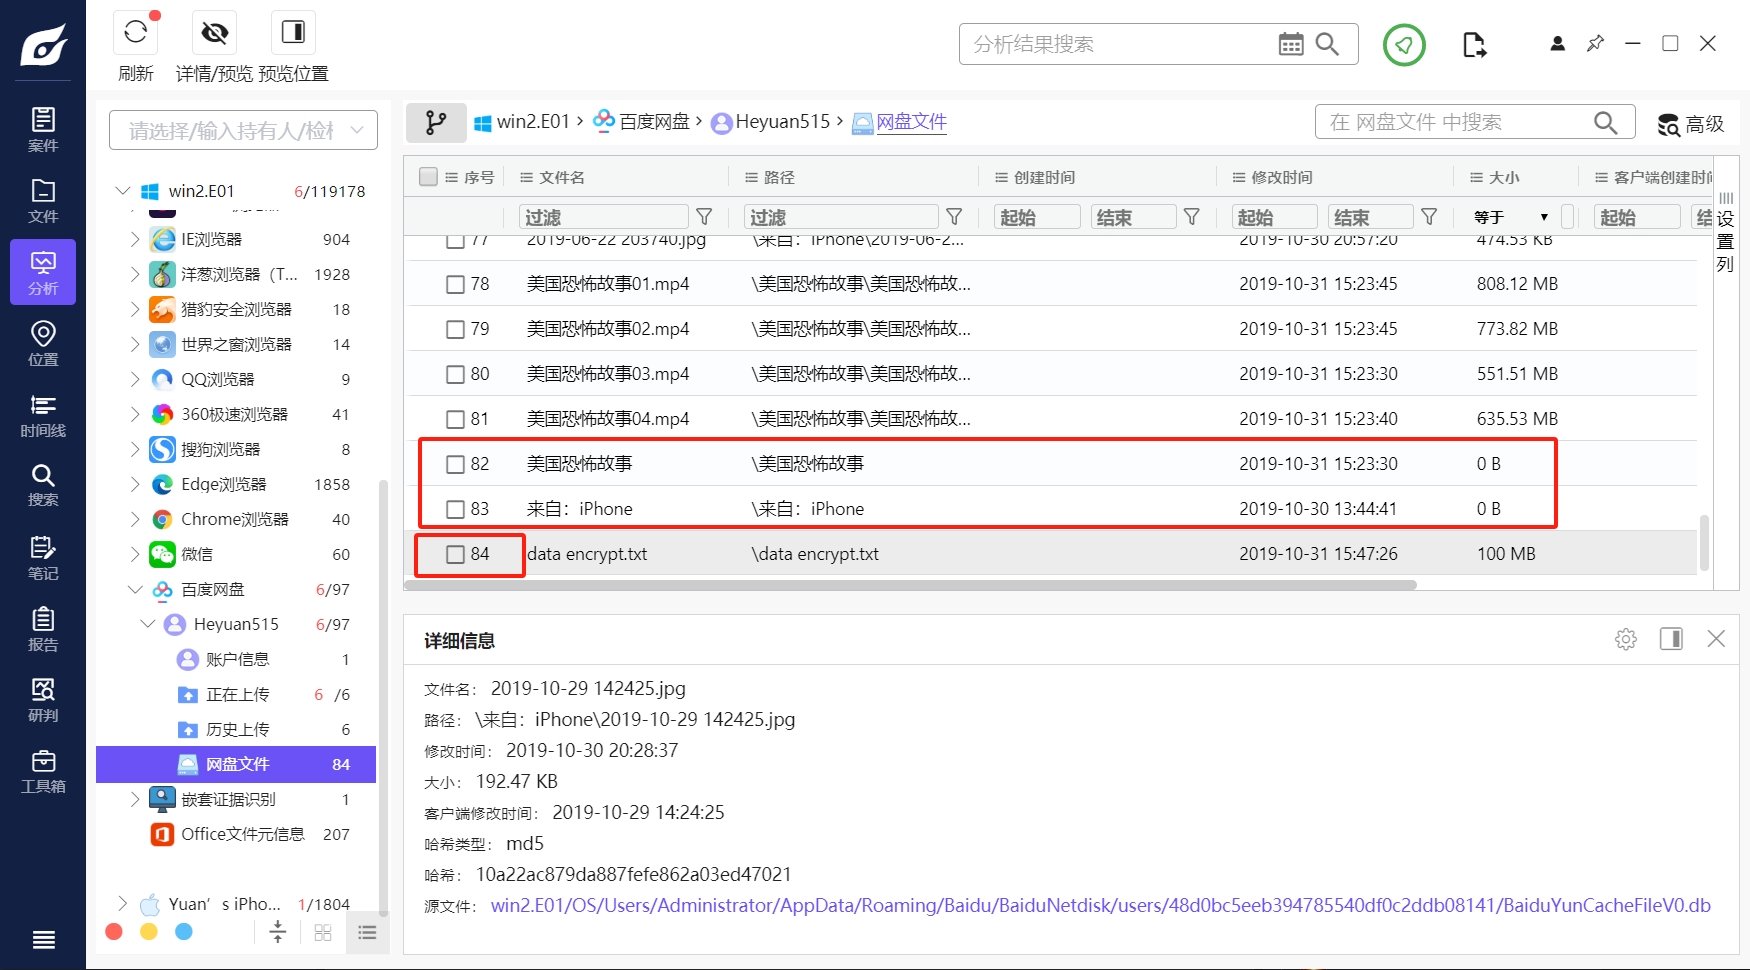 刷新
详情/预览
预览位置
分析结果搜索
案件
文件
分析
位置
时间线
搜索
笔记
报告
研判
工具箱
请选择/输入持有人/检材
win2.E01 6/119178
IE浏览器 904
洋葱浏览器（T... 1928
猎豹安全浏览器 18
世界之窗浏览器 14
QQ浏览器 9
360极速浏览器 41
搜狗浏览器 8
Edge浏览器 1858
Chrome浏览器 40
微信 60
百度网盘 6/97
Heyuan515 6/97
账户信息 1
正在上传 6 /6
历史上传 6
网盘文件 84
嵌套证据识别 1
Office文件元信息 207
Yuan’s iPho... 1/1804
win2.E01 › 百度网盘 › Heyuan515 › 网盘文件
在 网盘文件 中搜索
高级
序号 文件名 路径 创建时间 修改时间 大小 客户端创建时间
过滤 过滤 起始 结束 起始 结束 等于 起始 结
设置列
77 2019-06-22 203740.jpg \来自：iPhone\2019-06-2... 2019-10-30 20:57:20 474.53 KB
78 美国恐怖故事01.mp4 \美国恐怖故事\美国恐怖故... 2019-10-31 15:23:45 808.12 MB
79 美国恐怖故事02.mp4 \美国恐怖故事\美国恐怖故... 2019-10-31 15:23:45 773.82 MB
80 美国恐怖故事03.mp4 \美国恐怖故事\美国恐怖故... 2019-10-31 15:23:30 551.51 MB
81 美国恐怖故事04.mp4 \美国恐怖故事\美国恐怖故... 2019-10-31 15:23:40 635.53 MB
82 美国恐怖故事 \美国恐怖故事 2019-10-31 15:23:30 0 B
83 来自：iPhone \来自：iPhone 2019-10-30 13:44:41 0 B
84 data encrypt.txt \data encrypt.txt 2019-10-31 15:47:26 100 MB
详细信息
文件名： 2019-10-29 142425.jpg
路径： \来自：iPhone\2019-10-29 142425.jpg
修改时间： 2019-10-30 20:28:37
大小： 192.47 KB
客户端修改时间： 2019-10-29 14:24:25
哈希类型： md5
哈希： 10a22ac879da887fefe862a03ed47021
源文件： win2.E01/OS/Users/Administrator/AppData/Roaming/Baidu/BaiduNetdisk/users/48d0bc5eeb394785540df0c2ddb08141/BaiduYunCacheFileV0.db